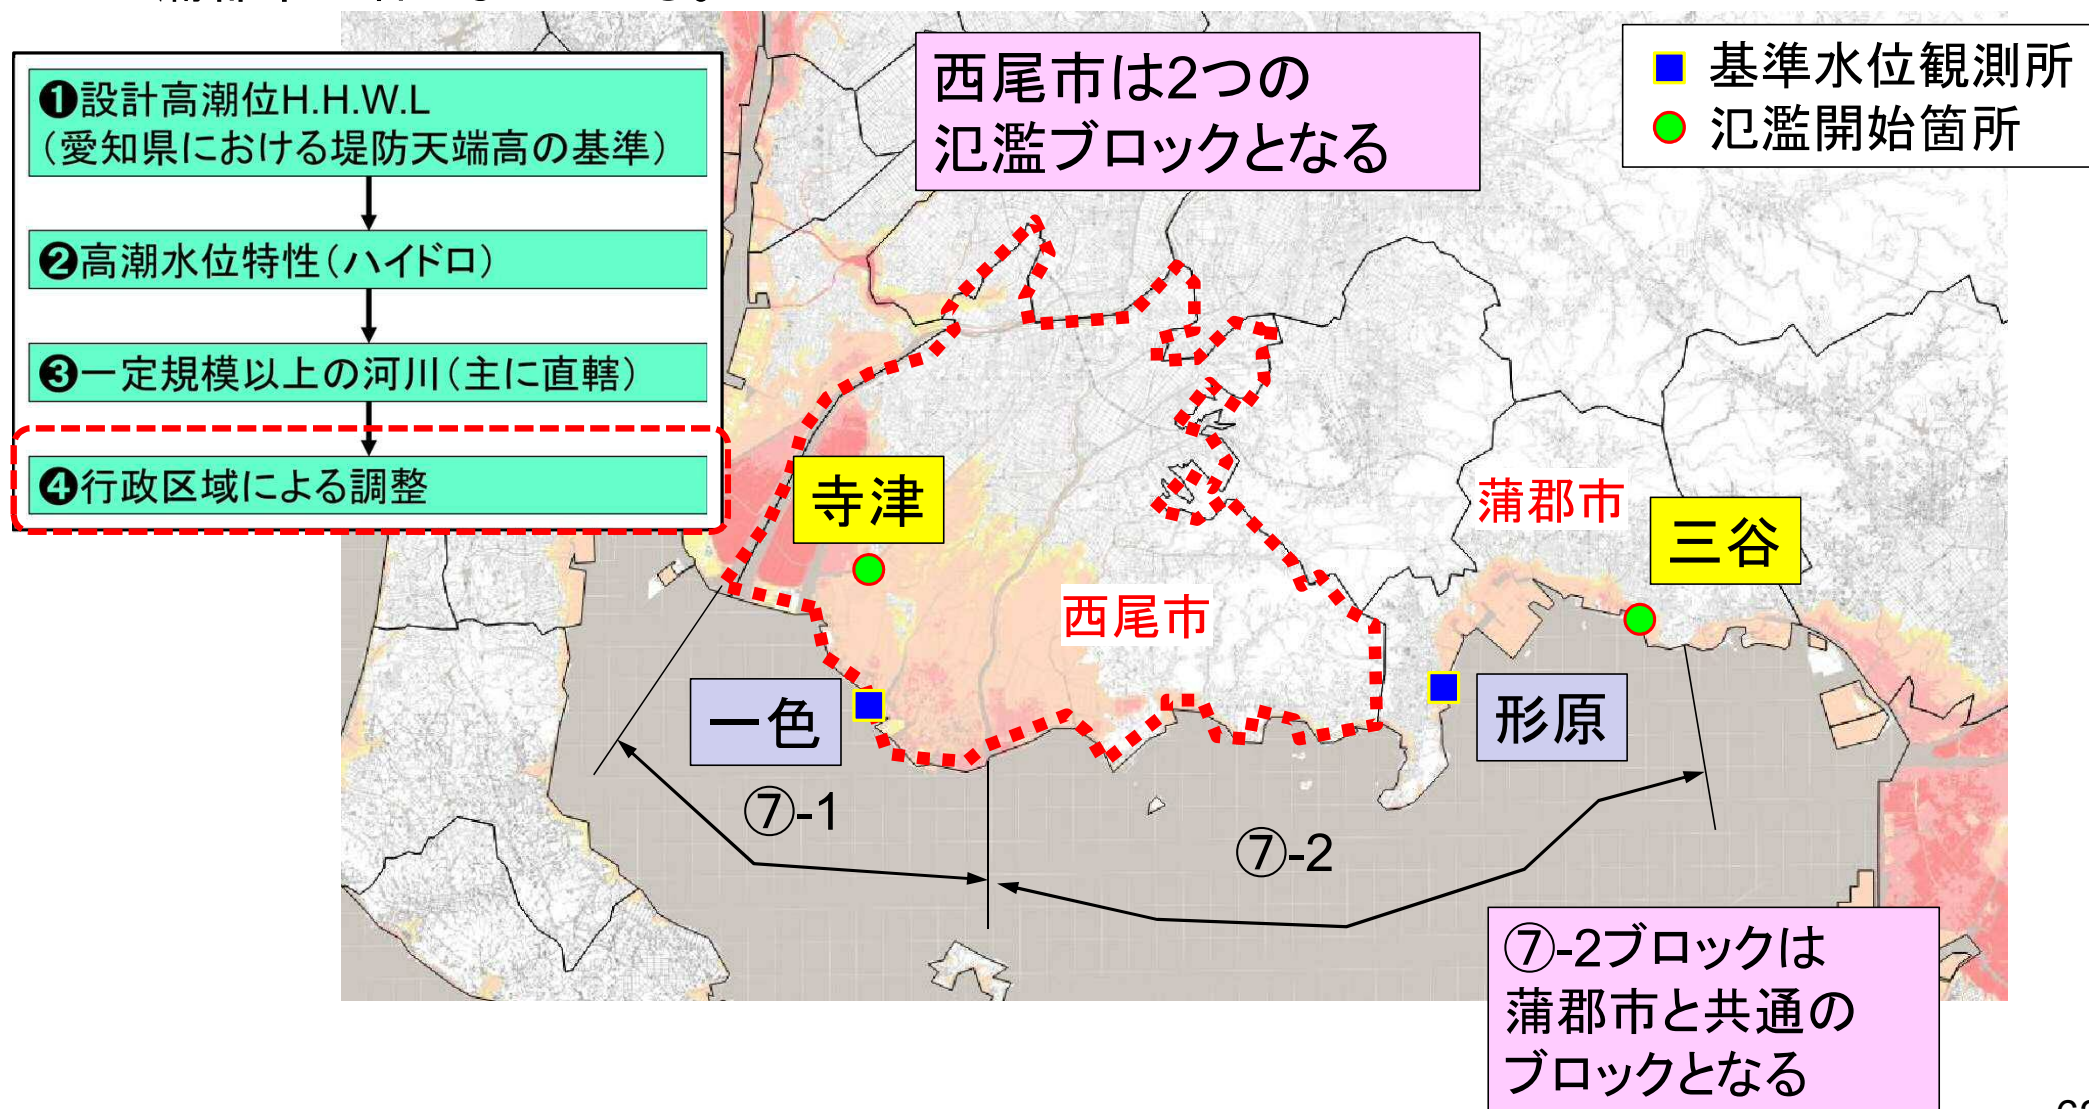 ❶設計高潮位H.H.W.L
(愛知県における堤防天端高の基準)
❷高潮水位特性(ハイドロ)
❸一定規模以上の河川(主に直轄)
❹行政区域による調整
西尾市は2つの
氾濫ブロックとなる
基準水位観測所
氾濫開始箇所
寺津
蒲郡市
三谷
西尾市
一色
形原
⑦-1
⑦-2
⑦-2ブロックは
蒲郡市と共通の
ブロックとなる